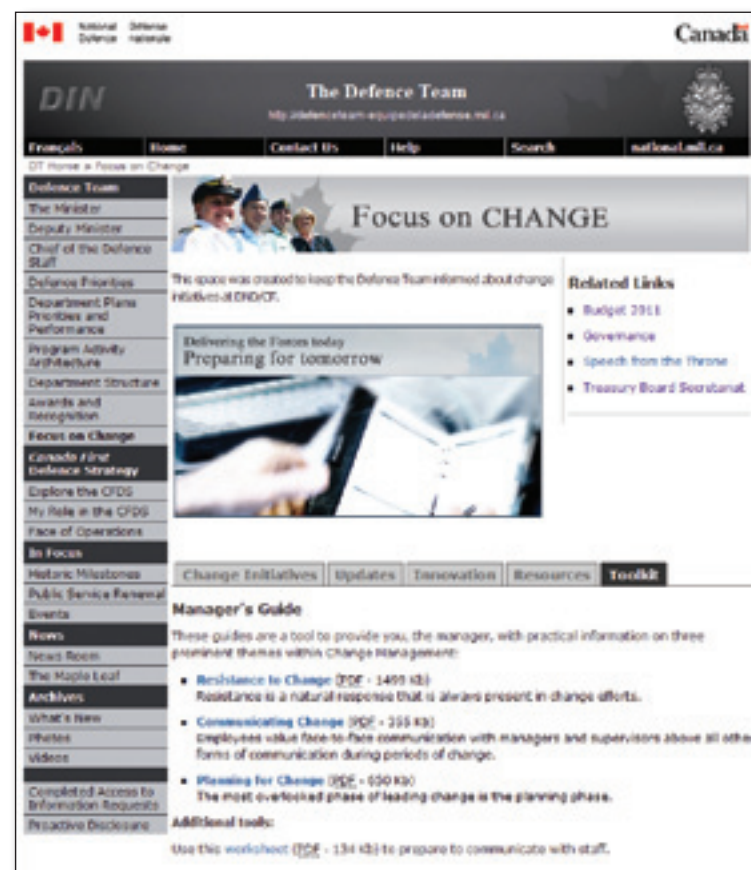 National Défense
Defence nationale
Canada
DIN
The Defence Team
http://defenceteam-equipedeladefense.mil.ca
Français Home Contact Us Help Search national.mil.ca
DT Home » Focus on Change
Defence Team
The Minister
Deputy Minister
Chief of the Defence
Staff
Defence Priorities
Department Plans
Priorities and
Performance
Program Activity
Architecture
Department Structure
Awards and
Recognition
Focus on Change
Canada First
Defence Strategy
Explore the CFDS
My Role in the CFDS
Face of Operations
In Focus
Historic Milestones
Public Service Renewal
Events
News
News Room
The Maple Leaf
Archives
What's New
Photos
Videos
Completed Access to
Information Requests
Proactive Disclosure
Focus on CHANGE
This space was created to keep the Defence Team informed about change
initiatives at DND/CF.
Delivering the Forces today
Preparing for tomorrow
Related Links
• Budget 2011
• Governance
• Speech from the Throne
• Treasury Board Secretariat
Change Initiatives Updates Innovation Resources Toolkit
Manager's Guide
These guides are a tool to provide you, the manager, with practical information on three
prominent themes within Change Management:
• Resistance to Change (PDF - 1499 Kb)
Resistance is a natural response that is always present in change efforts.
• Communicating Change (PDF - 355 Kb)
Employees value face-to-face communication with managers and supervisors above all other
forms of communication during periods of change.
• Planning for Change (PDF - 650 Kb)
The most overlooked phase of leading change is the planning phase.
Additional tools:
Use this worksheet (PDF - 134 Kb) to prepare to communicate with staff.